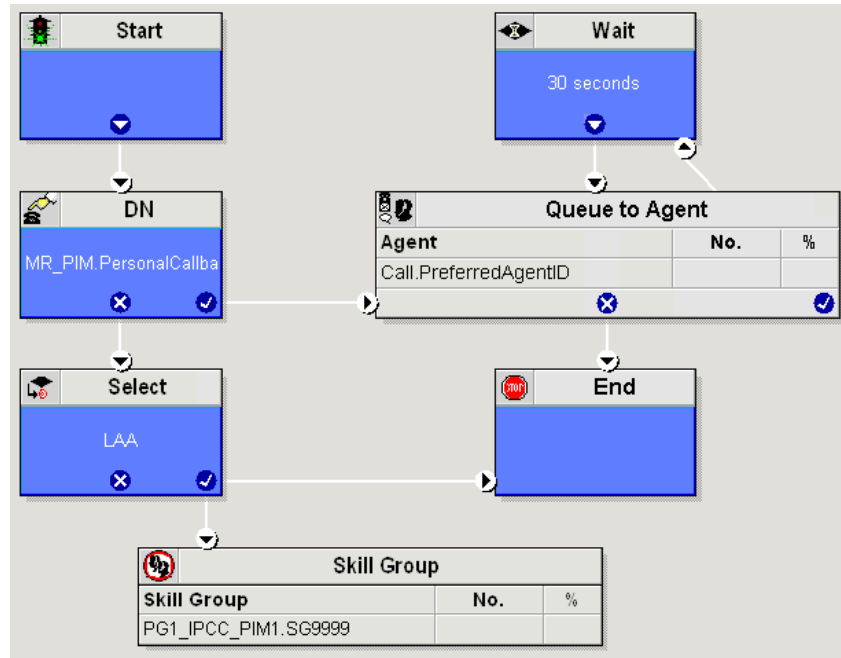 Start
Wait
30 seconds
DN
MR_PIM.PersonalCallba
Queue to Agent
Agent No. %
Call.PreferredAgentID
Select
LAA
STOP
End
Skill Group
Skill Group No. %
PG1_IPCC_PIM1.SG9999